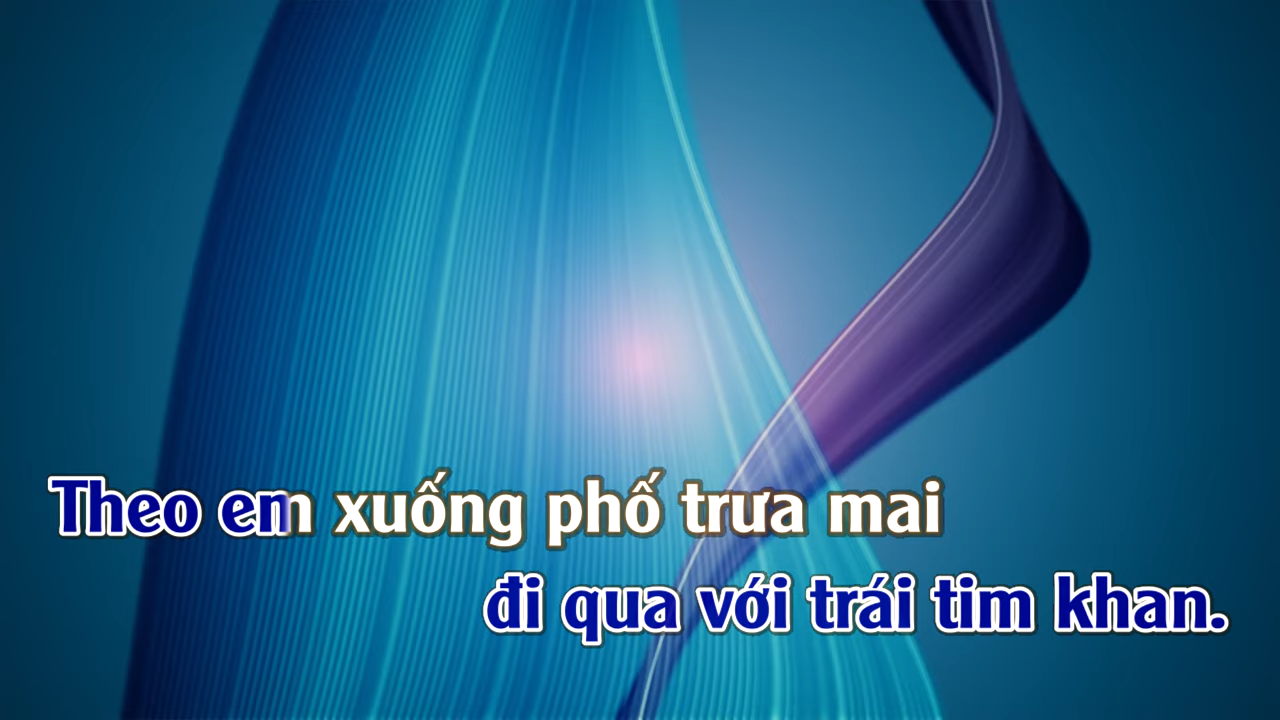 Theo em xuống phố trưa mai
đi qua với trái tim khan.